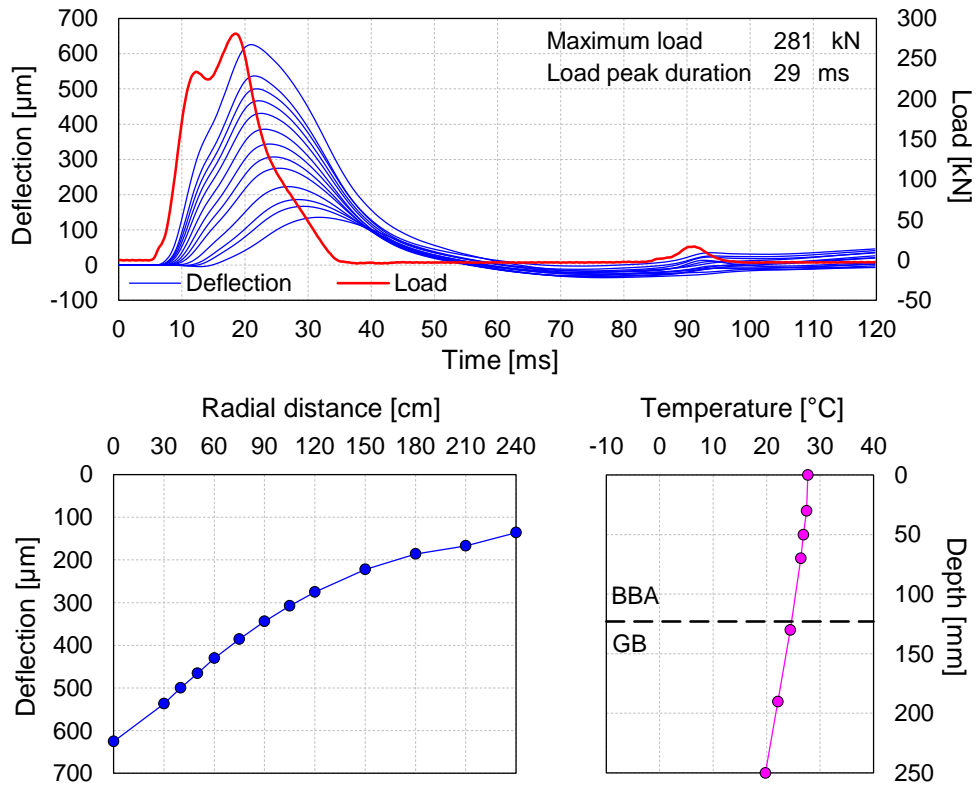 700
600
500
400
300
200
100
0
-100
Deflection [µm]
300
250
200
150
100
50
0
-50
Load [kN]
Maximum load 281 kN
Load peak duration 29 ms
Deflection Load
0 10 20 30 40 50 60 70 80 90 100 110 120
Time [ms]
Radial distance [cm]
0 30 60 90 120 150 180 210 240
0
100
200
300
400
500
600
700
Deflection [µm]
Temperature [°C]
-10 0 10 20 30 40
BBA
GB
0
50
100
150
200
250
Depth [mm]